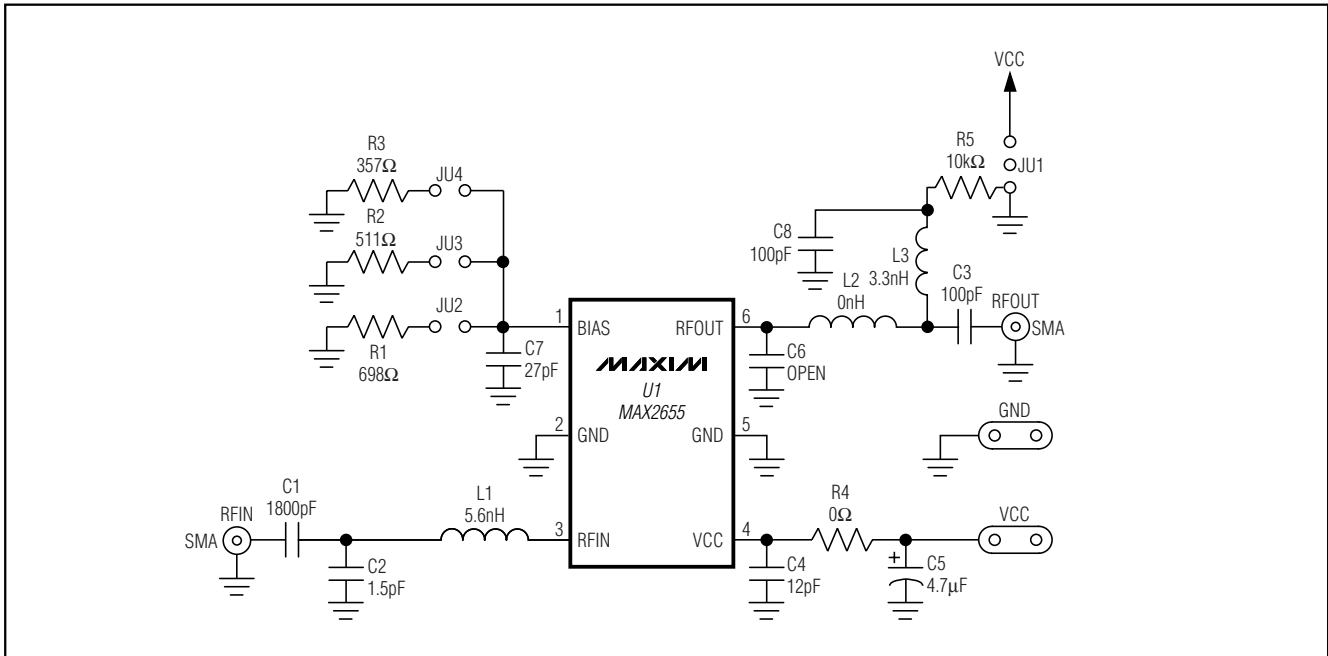 VCC
R5
10kΩ
JU1
R3
357Ω
JU4
R2
511Ω
JU3
JU2
R1
698Ω
C7
27pF
C8
100pF
L3
3.3nH
L2
0nH
C3
100pF
RFOUT
SMA
C6
OPEN
1
BIAS
RFOUT
6
MAXIM
U1
MAX2655
2
GND
GND
5
GND
C1
1800pF
RFIN
SMA
C2
1.5pF
L1
5.6nH
3
RFIN
VCC
4
R4
0Ω
C4
12pF
+
C5
4.7µF
VCC